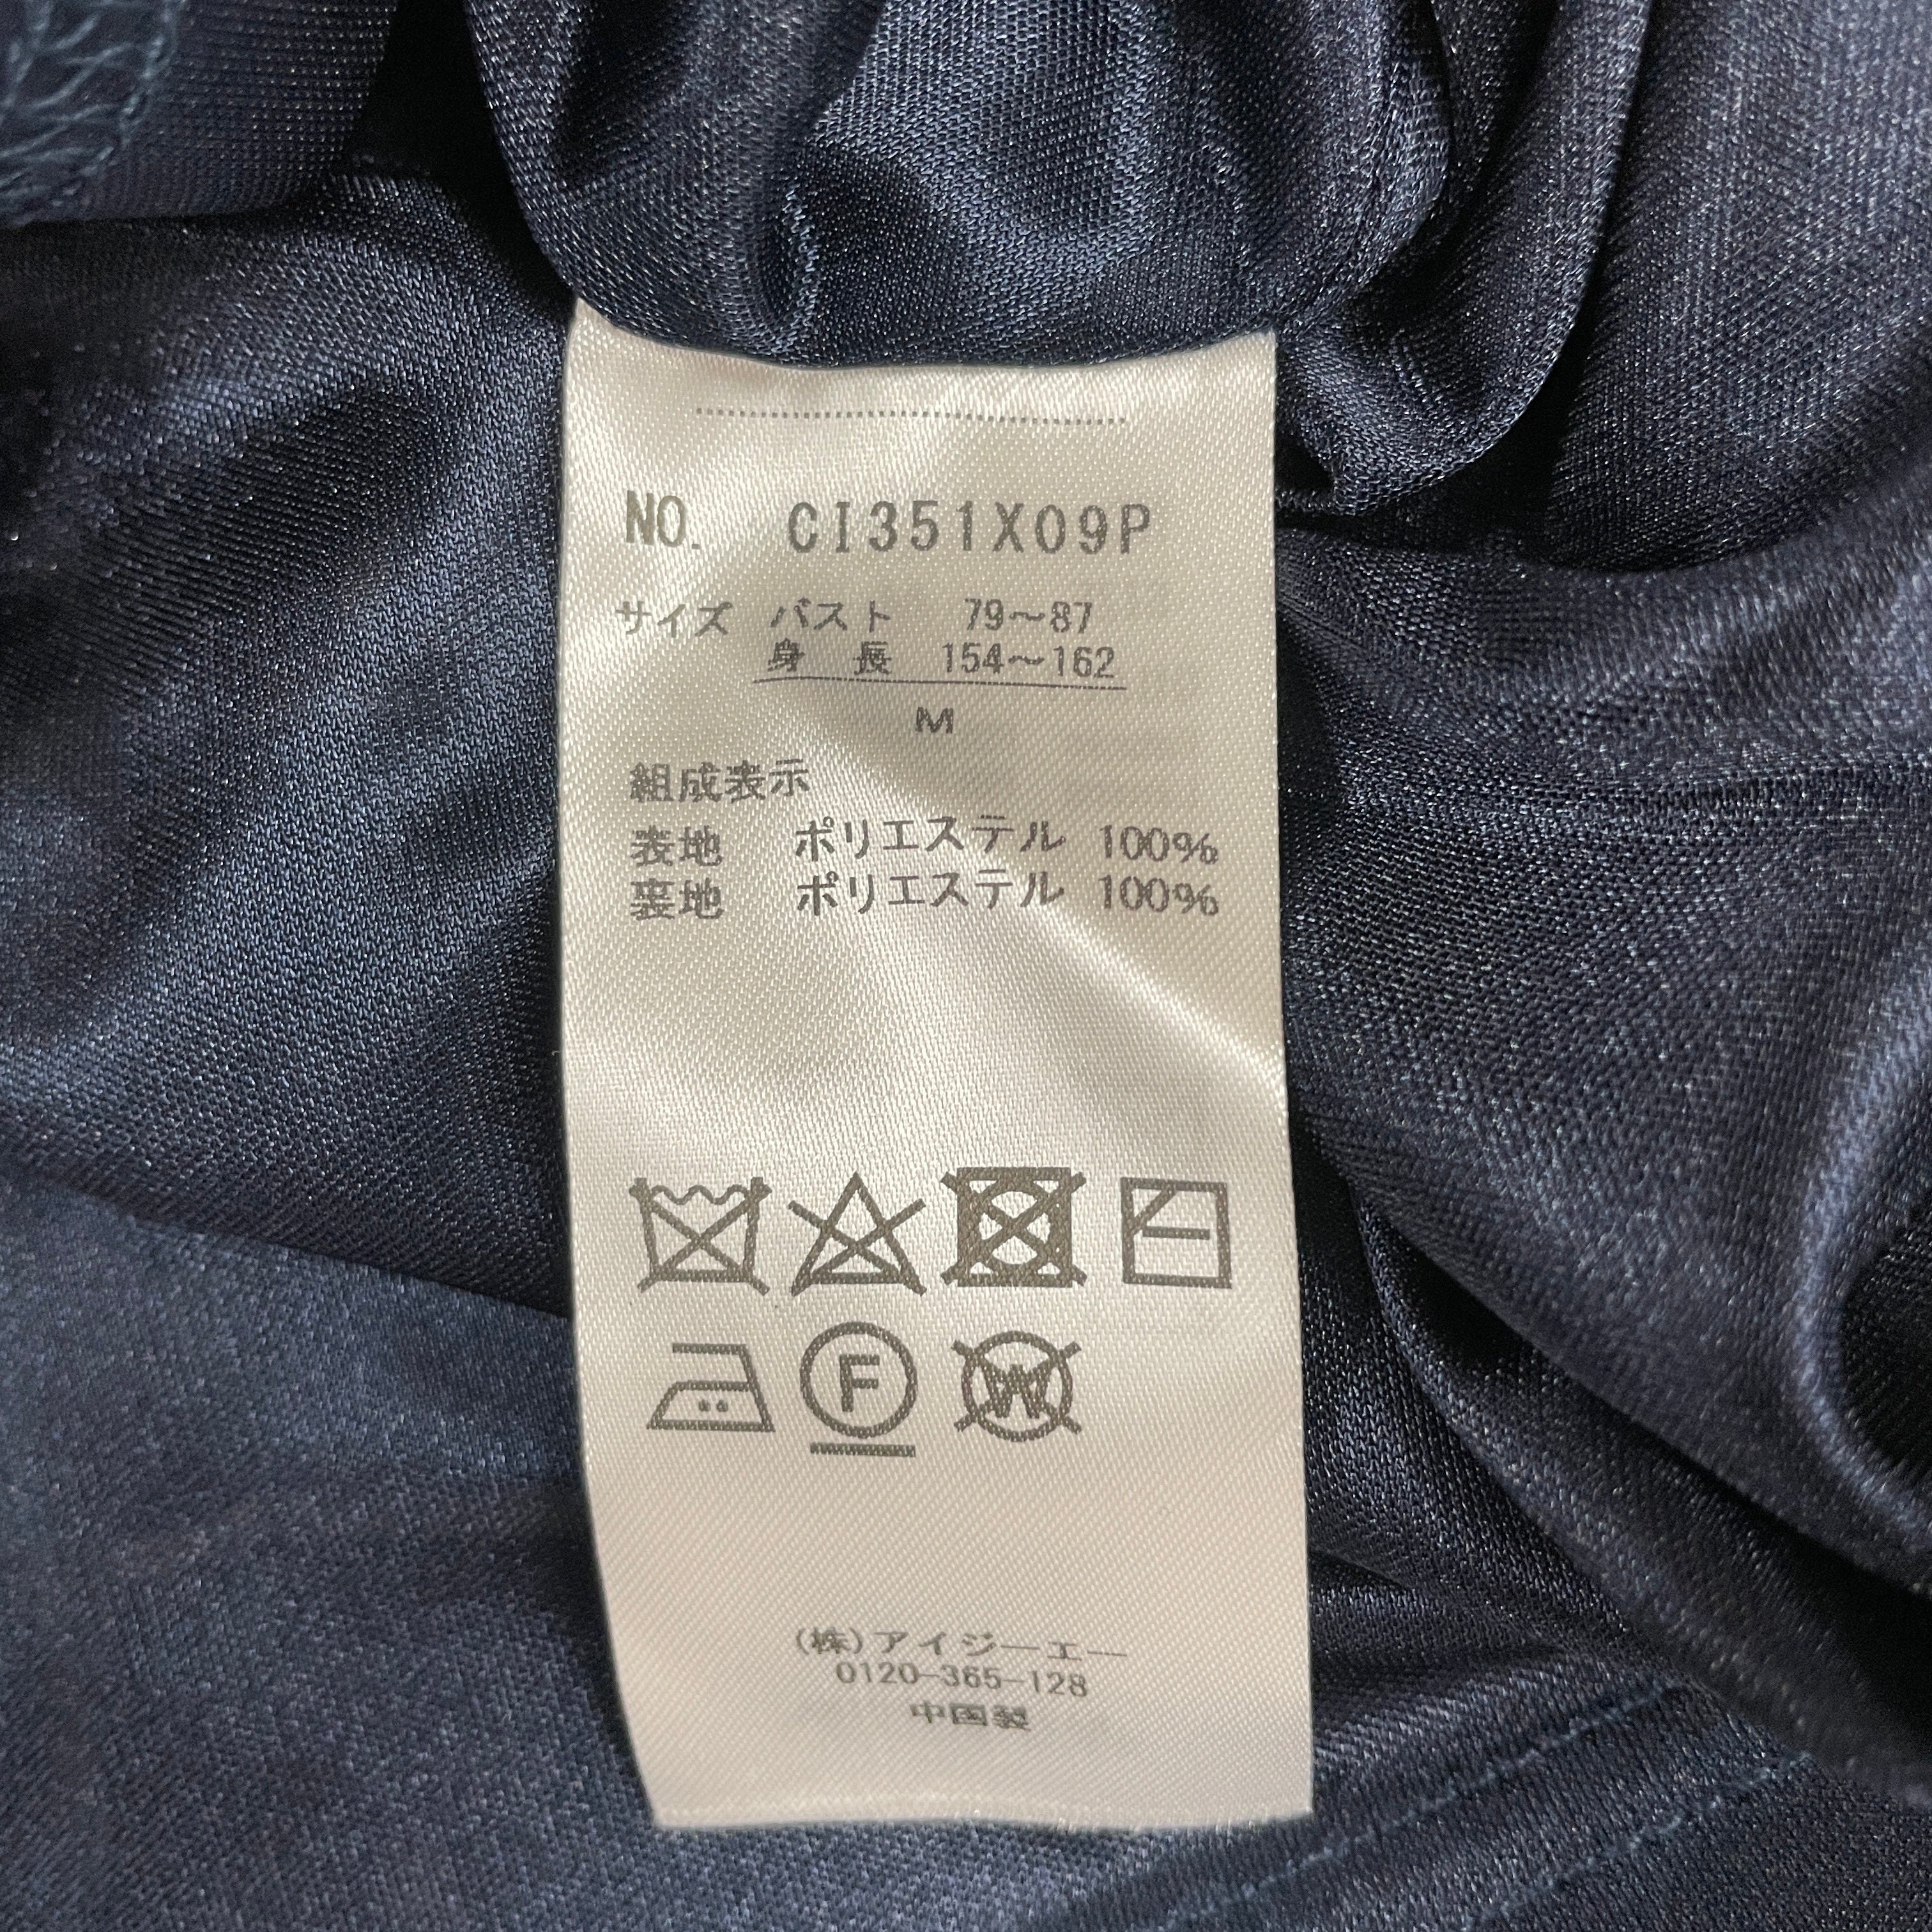 NO. CI351X09P
サイズ バスト 79～87
身長 154～162
M
組成表示
表地 ポリエステル 100%
裏地 ポリエステル 100%
F
W
(株)アイジーエー
0120-365-128
中国製